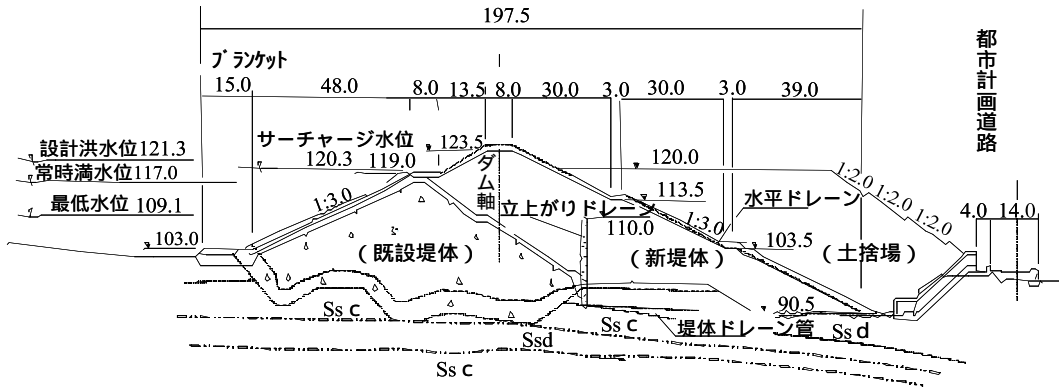 197.5
ブランケット
15.0 48.0 8.0 13.5 8.0 30.0 3.0 30.0 3.0 39.0
都市計画道路
設計洪水位121.3
サーチャージ水位
123.5
常時満水位117.0
120.3 119.0
120.0
最低水位 109.1
1:3.0
ダム軸
立上がりドレーン
113.5
水平ドレーン
1:2.0 1:2.0 1:2.0
4.0 14.0
103.0
110.0
1:3.0
103.5
(既設堤体)
(新堤体)
(土捨場)
90.5
Ss c
Ss c
堤体ドレーン管
Ss d
Ssd
Ss c